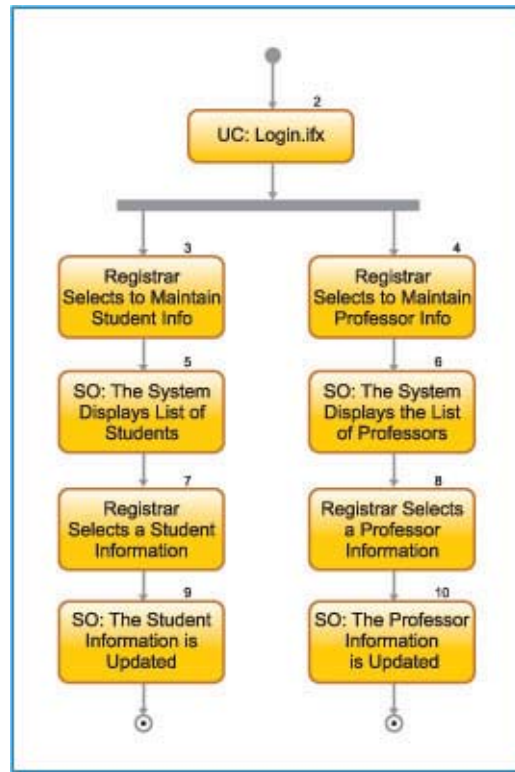 2
UC: Login.ifx
3
Registrar
Selects to Maintain
Student Info
4
Registrar
Selects to Maintain
Professor Info
5
SO: The System
Displays List of
Students
6
SO: The System
Displays the List
of Professors
7
Registrar
Selects a Student
Information
8
Registrar Selects
a Professor
Information
9
SO: The Student
Information is
Updated
10
SO: The Professor
Information
is Updated